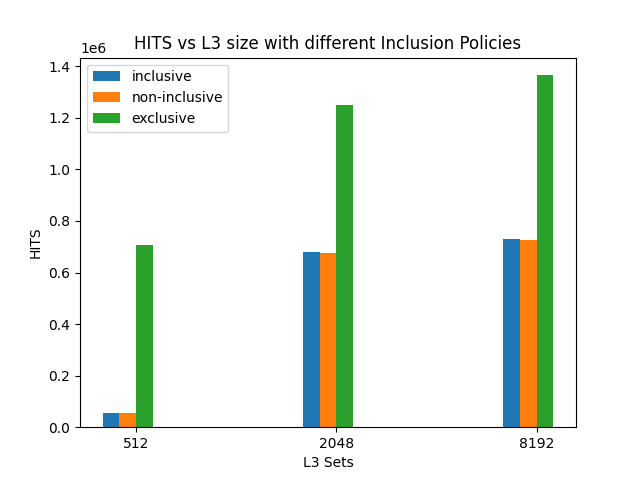 HITS vs L3 size with different Inclusion Policies
1e6
inclusive
non-inclusive
exclusive
1.4
1.2
1.0
0.8
0.6
0.4
0.2
0.0
HITS
512
2048
8192
L3 Sets